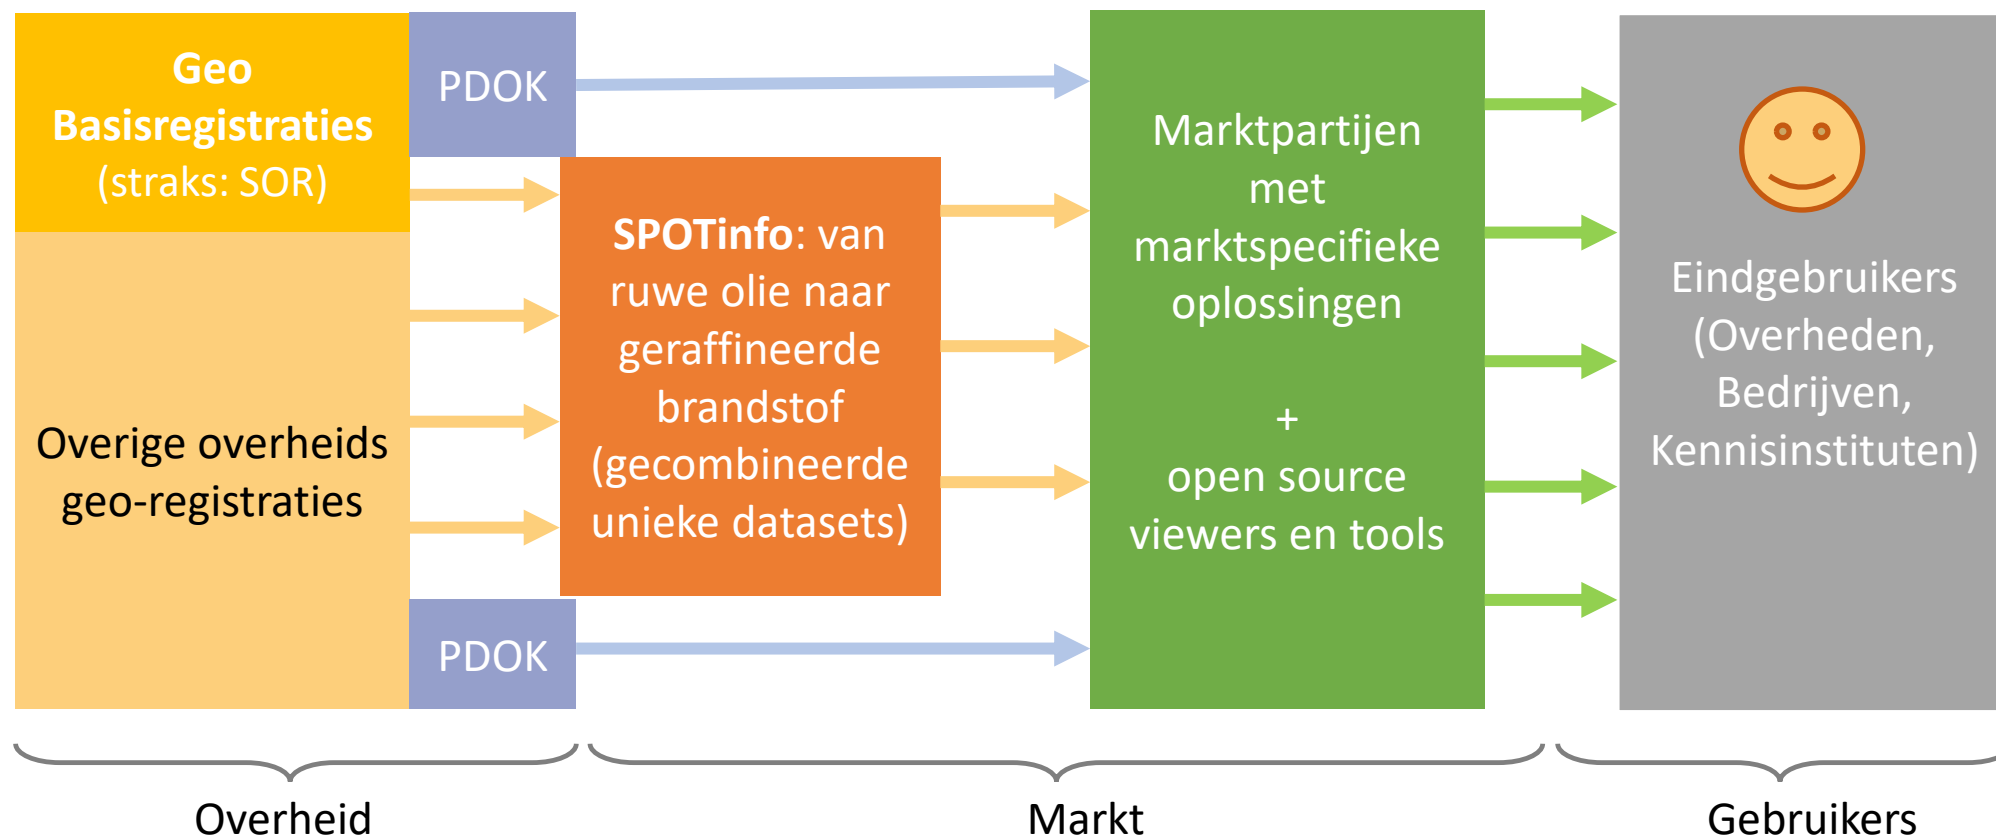 Geo
Basisregistraties
(straks: SOR)
Overige overheids
geo-registraties
PDOK
PDOK
SPOTinfo: van
ruwe olie naar
geraffineerde
brandstof
(gecombineerde
unieke datasets)
Marktpartijen
met
marktspecifieke
oplossingen
+
open source
viewers en tools
Eindgebruikers
(Overheden,
Bedrijven,
Kennisinstituten)
Overheid
Markt
Gebruikers